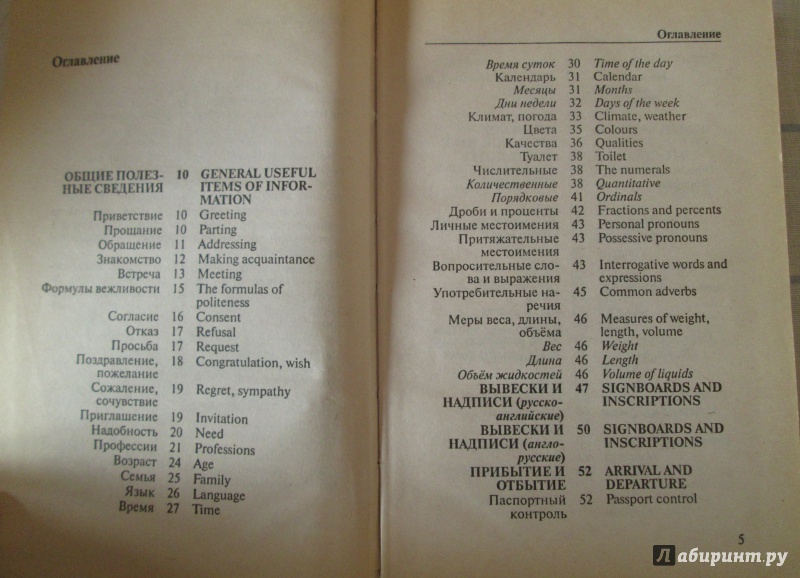 Оглавление
ОБЩИЕ ПОЛЕЗ- 10 GENERAL USEFUL
НЫЕ СВЕДЕНИЯ ITEMS OF INFOR-
MATION
Приветствие 10 Greeting
Прощание 10 Parting
Обращение 11 Addressing
Знакомство 12 Making acquaintance
Встреча 13 Meeting
Формулы вежливости 15 The formulas of
politeness
Согласие 16 Consent
Отказ 17 Refusal
Просьба 17 Request
Поздравление, 18 Congratulation, wish
пожелание
Сожаление, 19 Regret, sympathy
сочувствие
Приглашение 19 Invitation
Надобность 20 Need
Профессии 21 Professions
Возраст 24 Age
Семья 25 Family
Язык 26 Language
Время 27 Time
Оглавление
Время суток 30 Time of the day
Календарь 31 Calendar
Месяцы 31 Months
Дни недели 32 Days of the week
Климат, погода 33 Climate, weather
Цвета 35 Colours
Качества 36 Qualities
Туалет 38 Toilet
Числительные 38 The numerals
Количественные 38 Quantitative
Порядковые 41 Ordinals
Дроби и проценты 42 Fractions and percents
Личные местоимения 43 Personal pronouns
Притяжательные 43 Possessive pronouns
местоимения
Вопросительные сло- 43 Interrogative words and
ва и выражения expressions
Употребительные на- 45 Common adverbs
речия
Меры веса, длины, 46 Measures of weight,
объёма length, volume
Вес 46 Weight
Длина 46 Length
Объём жидкостей 46 Volume of liquids
ВЫВЕСКИ И 47 SIGNBOARDS AND
НАДПИСИ (русско- INSCRIPTIONS
английские)
ВЫВЕСКИ И 50 SIGNBOARDS AND
НАДПИСИ (англо- INSCRIPTIONS
русские)
ПРИБЫТИЕ И 52 ARRIVAL AND
ОТБЫТИЕ DEPARTURE
Паспортный 52 Passport control
контроль
5
лабиринт.ру